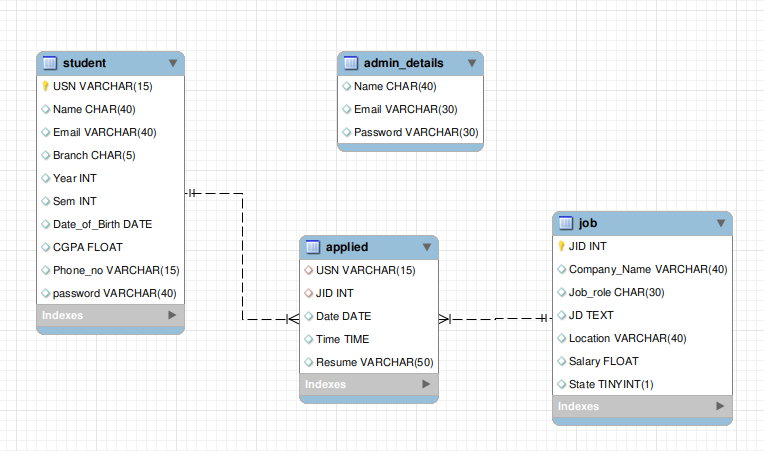 student
USN VARCHAR(15)
Name CHAR(40)
Email VARCHAR(40)
Branch CHAR(5)
Year INT
Sem INT
Date_of_Birth DATE
CGPA FLOAT
Phone_no VARCHAR(15)
password VARCHAR(40)
Indexes
admin_details
Name CHAR(40)
Email VARCHAR(30)
Password VARCHAR(30)
applied
USN VARCHAR(15)
JID INT
Date DATE
Time TIME
Resume VARCHAR(50)
Indexes
job
JID INT
Company_Name VARCHAR(40)
Job_role CHAR(30)
JD TEXT
Location VARCHAR(40)
Salary FLOAT
State TINYINT(1)
Indexes